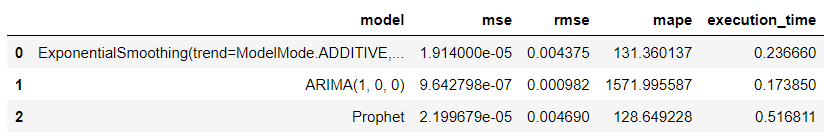 model mse rmse mape execution_time
0 ExponentialSmoothing(trend=ModelMode.ADDITIVE,... 1.914000e-05 0.004375 131.360137 0.236660
1 ARIMA(1, 0, 0) 9.642798e-07 0.000982 1571.995587 0.173850
2 Prophet 2.199679e-05 0.004690 128.649228 0.516811